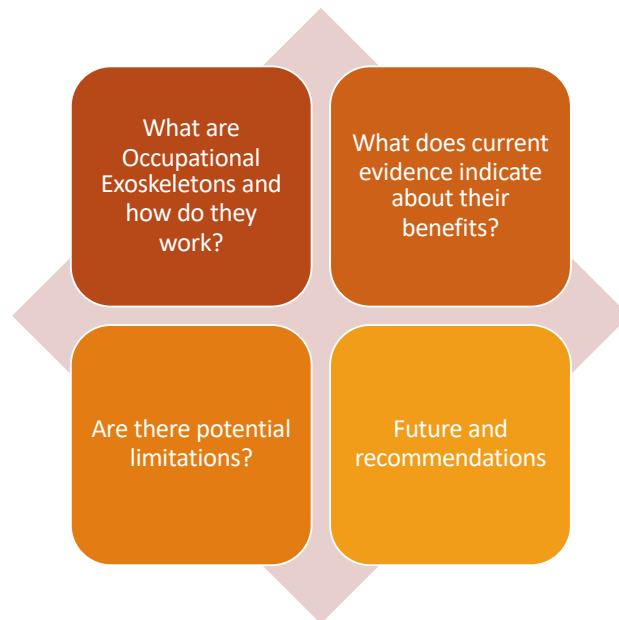 What are
Occupational
Exoskeletons and
how do they
work?
What does current
evidence indicate
about their
benefits?
Are there potential
limitations?
Future and
recommendations